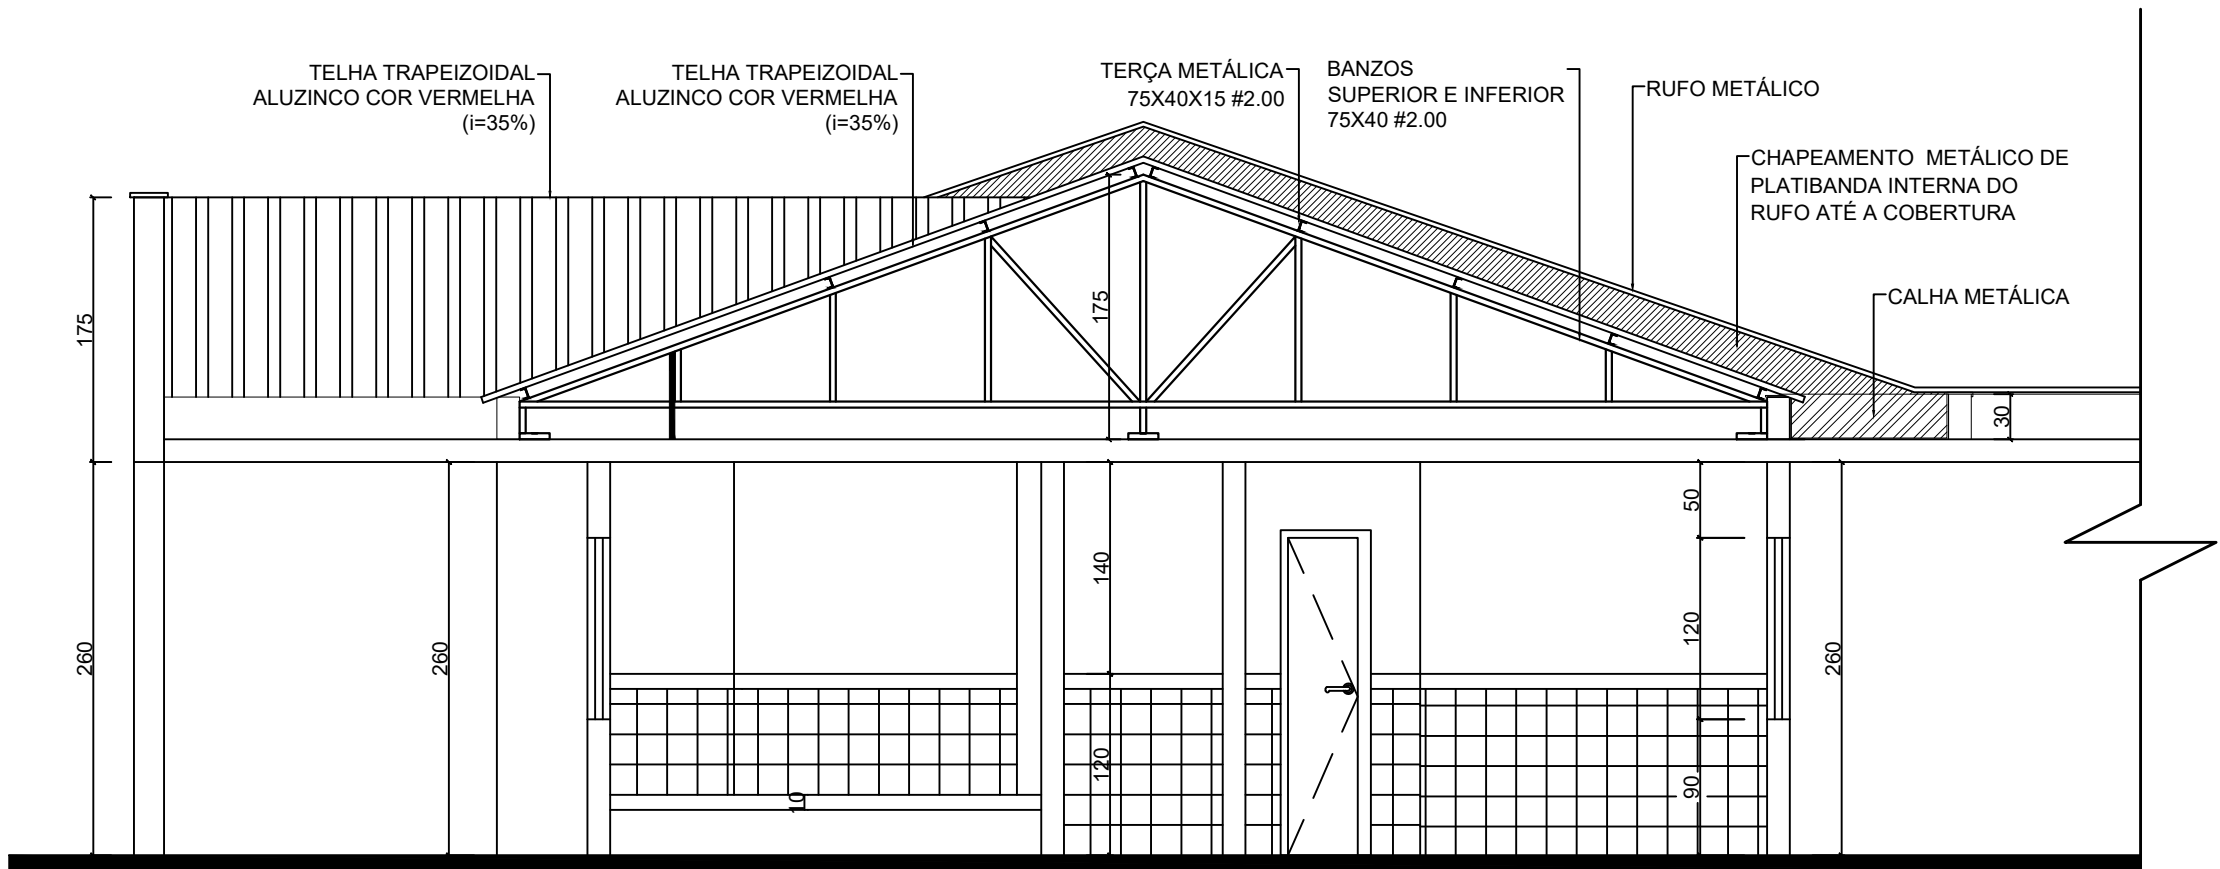 TELHA TRAPEIZOIDAL
ALUZINCO COR VERMELHA
(i=35%)
TELHA TRAPEIZOIDAL
ALUZINCO COR VERMELHA
(i=35%)
TERÇA METÁLICA
75X40X15 #2.00
BANZOS
SUPERIOR E INFERIOR
75X40 #2.00
RUFO METÁLICO
CHAPEAMENTO METÁLICO DE
PLATIBANDA INTERNA DO
RUFO ATÉ A COBERTURA
CALHA METÁLICA
175
175
30
260
260
140
120
10
50
120
90
260